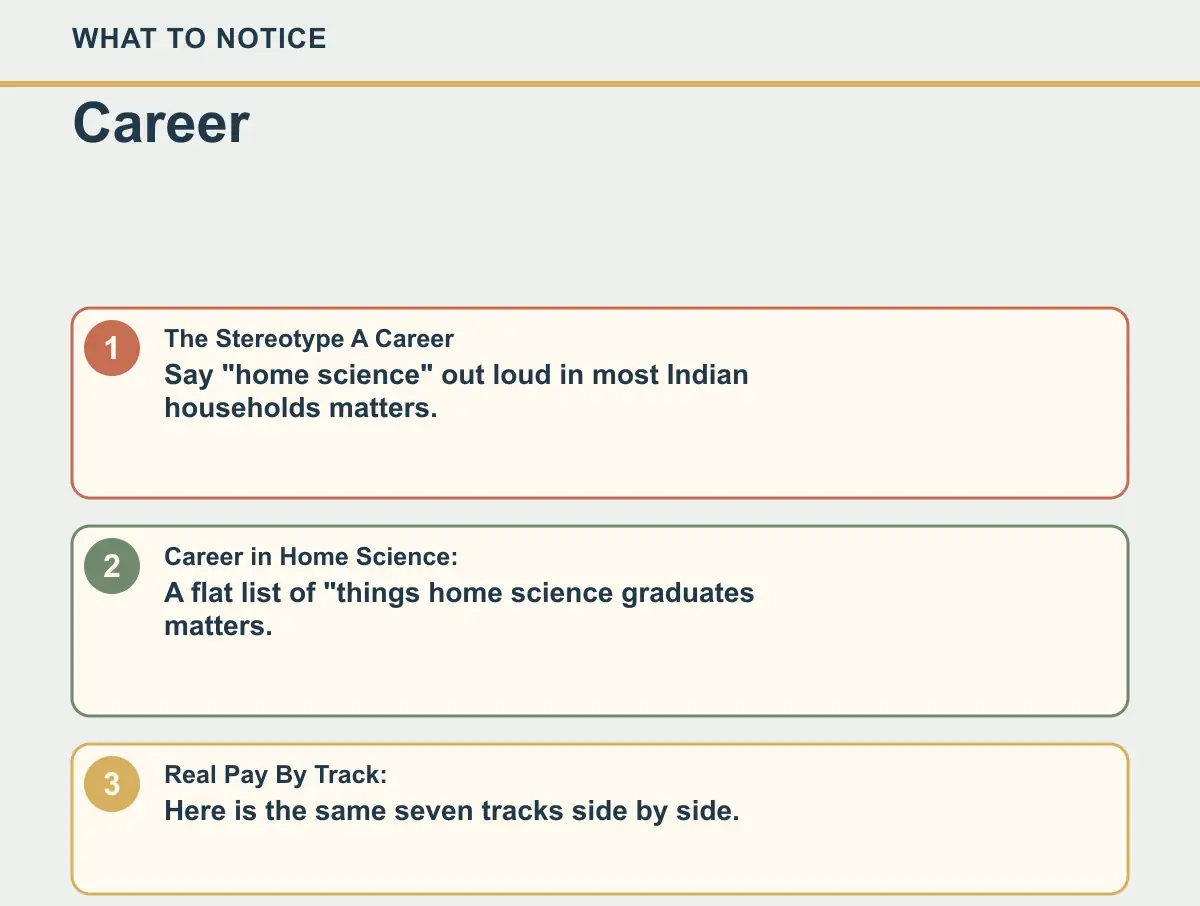 WHAT TO NOTICE
Career
1
The Stereotype A Career
Say "home science" out loud in most Indian
households matters.
2
Career in Home Science:
A flat list of "things home science graduates
matters.
3
Real Pay By Track:
Here is the same seven tracks side by side.